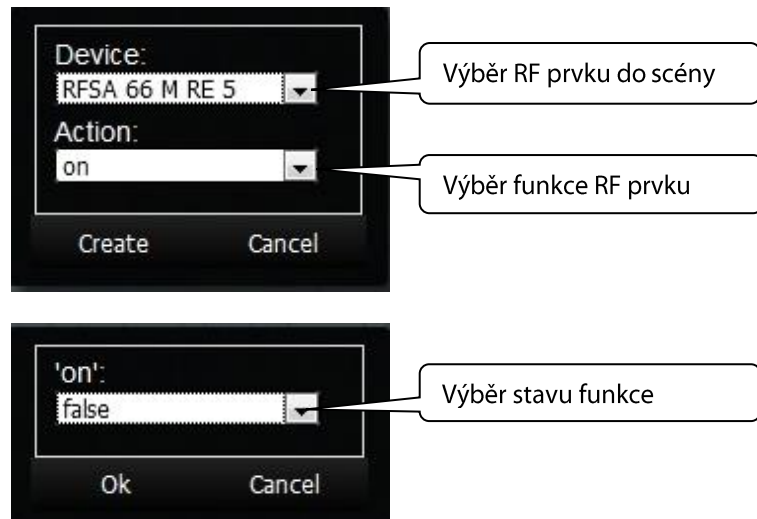 Device:
RFSA 66 M RE 5
Výběr RF prvku do scény
Action:
on
Výběr funkce RF prvku
Create Cancel
'on':
false
Výběr stavu funkce
Ok Cancel